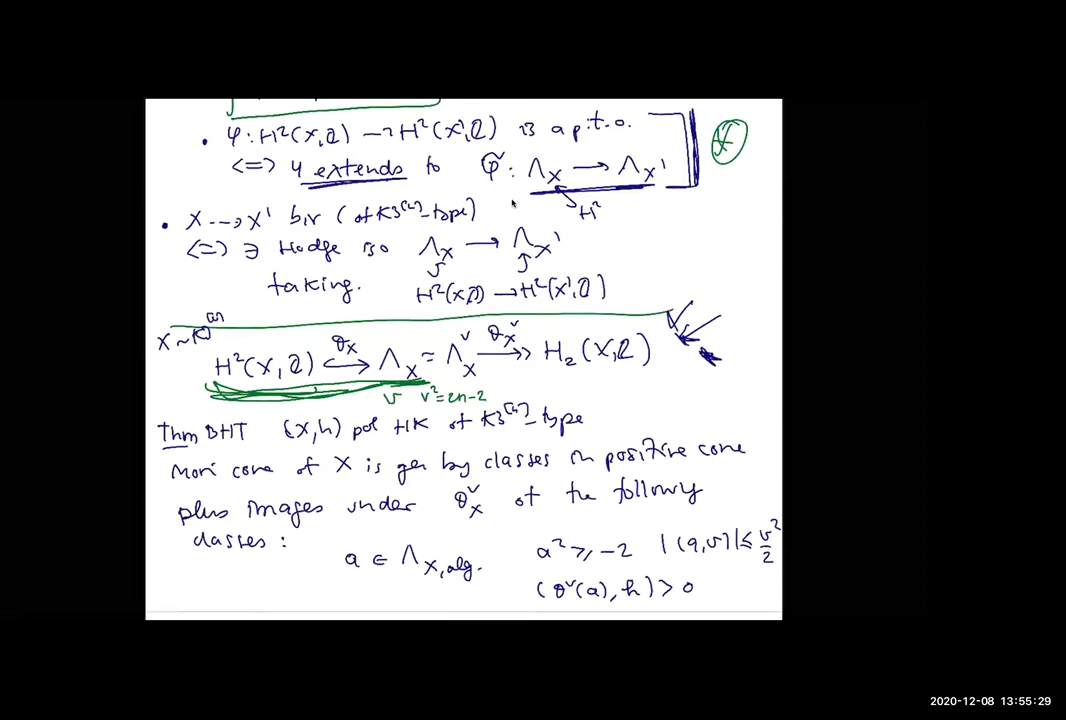 • φ : H²(X,Z) → H²(X',Z) is a p.t.o.
<=> φ extends to φ̃ : Λ_X → Λ_X'
H²
• X --→ X' bir (of K3^[n]-type)
<=> ∃ Hodge iso Λ_X → Λ_X'
taking. H²(X,Z) → H²(X',Z)
X ~ K3^[n]
H²(X,Z) ↪ Λ_X ≃ Λ_X^∨ ↠ H₂(X,Z)
θ_X θ_X^∨
v v²=2n-2
Thm BHT (X,h) pol HK of K3^[n]-type
Mori cone of X is gen by classes in positive cone
plus images under θ_X^∨ of the following
classes :
a ∈ Λ_X,alg. a² ≥ -2 |(a,v)| ≤ v²/2
(θ^∨(a), h) > 0
2020-12-08 13:55:29